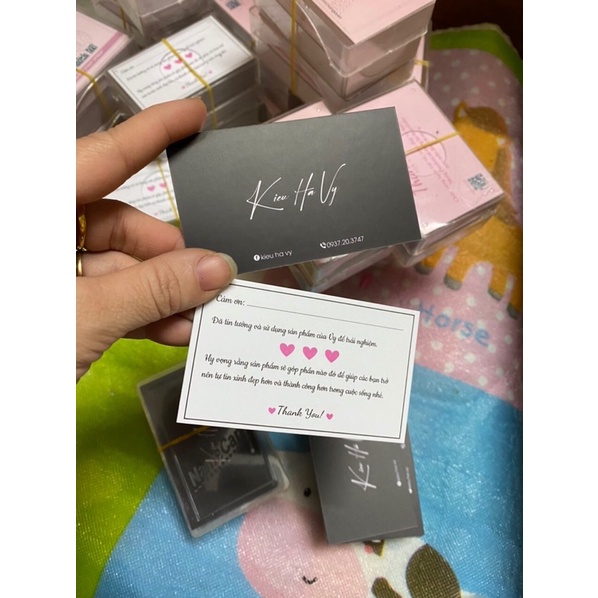 Kieu Ha Vy
kieu ha vy
0937.20.3747
Cảm ơn:
Đã tin tưởng và sử dụng sản phẩm của Vy để trải nghiệm.
Hy vọng rằng sản phẩm sẽ góp phần nào đó để giúp các bạn trở
nên tự tin xinh đẹp hơn và thành công hơn trong cuộc sống nhé.
Thank You!
Horse